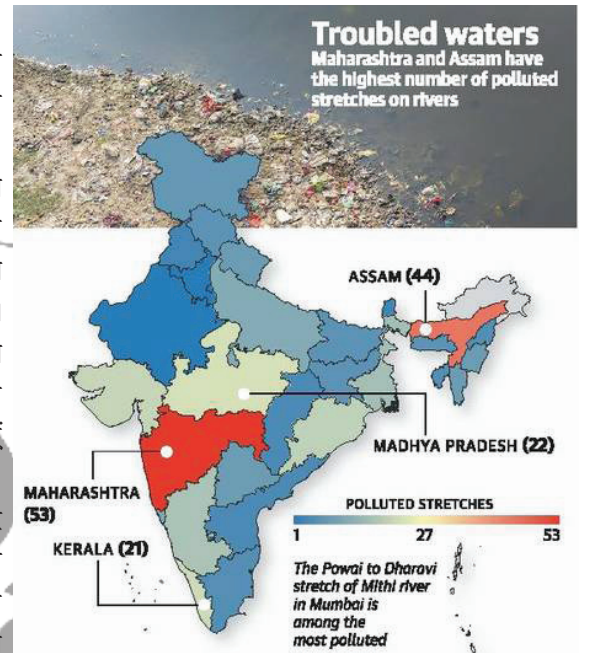 Troubled waters
Maharashtra and Assam have
the highest number of polluted
stretches on rivers
ASSAM (44)
MADHYA PRADESH (22)
MAHARASHTRA
(53)
KERALA (21)
POLLUTED STRETCHES
1 27 53
The Powai to Dharavi
stretch of Mithi river
in Mumbai is
among the
most polluted